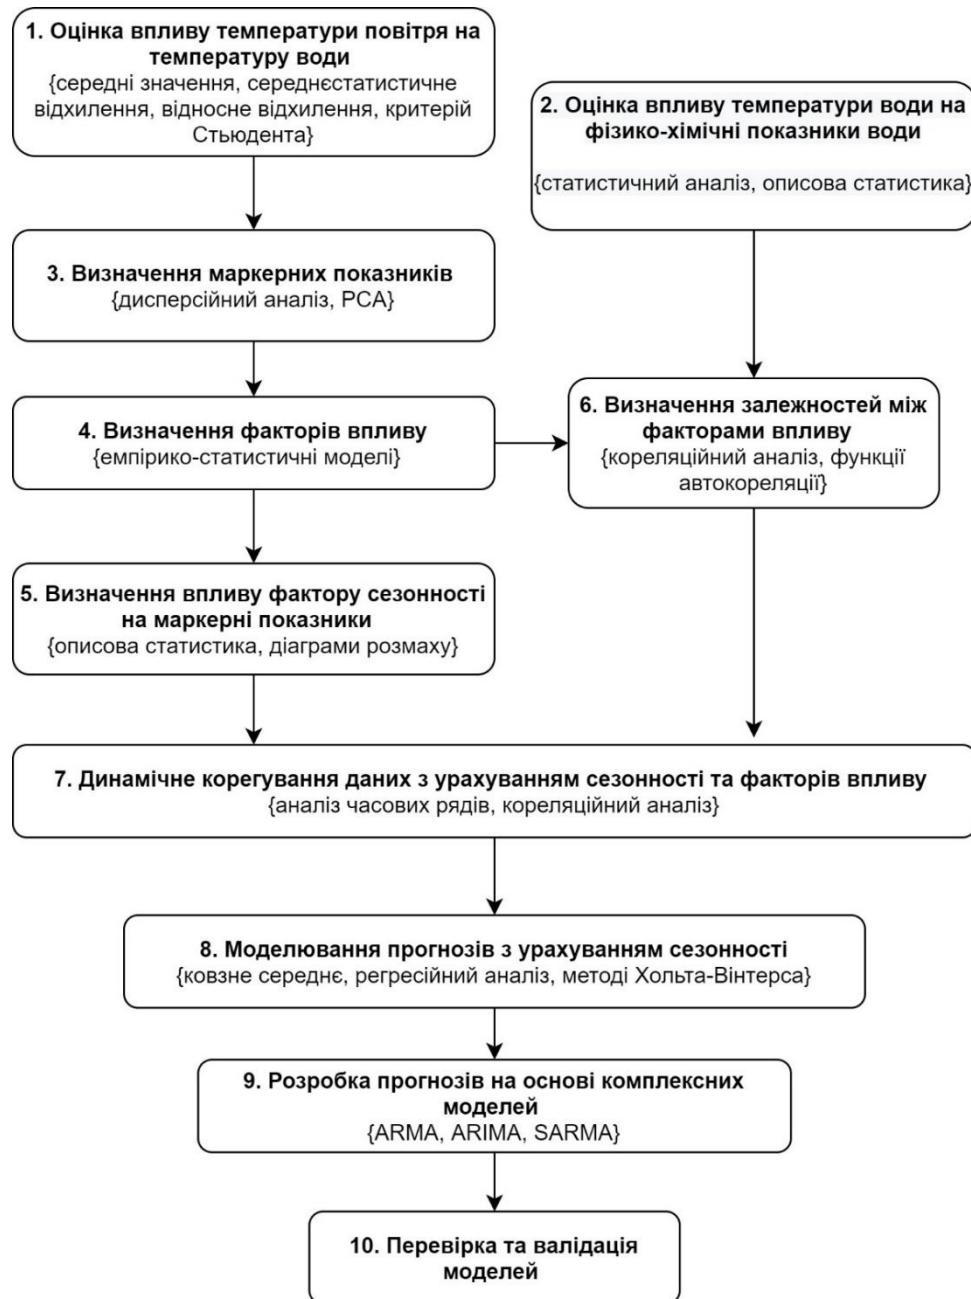 1. Оцінка впливу температури повітря на
температуру води
{середні значення, середнєстатистичне
відхилення, відносне відхилення, критерій
Стьюдента}
2. Оцінка впливу температури води на
фізико-хімічні показники води
{статистичний аналіз, описова статистика}
3. Визначення маркерних показників
{дисперсійний аналіз, PCA}
4. Визначення факторів впливу
{емпірико-статистичні моделі}
6. Визначення залежностей між
факторами впливу
{кореляційний аналіз, функції
автокореляції}
5. Визначення впливу фактору сезонності
на маркерні показники
{описова статистика, діаграми розмаху}
7. Динамічне корегування даних з урахуванням сезонності та факторів впливу
{аналіз часових рядів, кореляційний аналіз}
8. Моделювання прогнозів з урахуванням сезонності
{ковзне середнє, регресійний аналіз, методі Хольта-Вінтерса}
9. Розробка прогнозів на основі комплексних
моделей
{ARMA, ARIMA, SARMA}
10. Перевірка та валідація
моделей